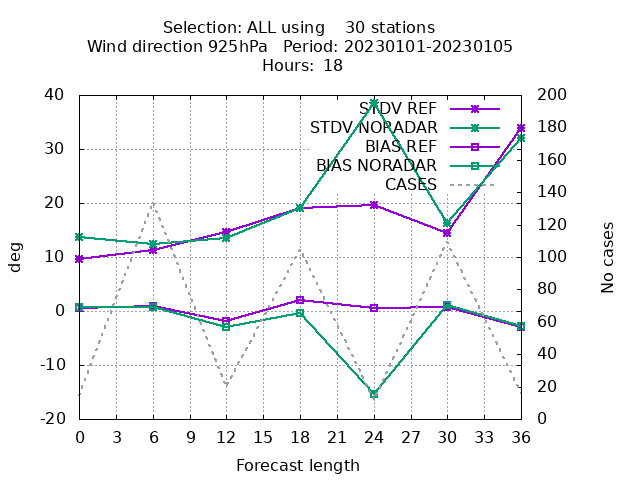 Selection: ALL using    30 stations
Wind direction 925hPa   Period: 20230101-20230105
Hours: 18
STDV REF
STDV NORADAR
BIAS REF
BIAS NORADAR
CASES
40
30
20
10
0
-10
-20
deg
200
180
160
140
120
100
80
60
40
20
0
No cases
0 3 6 9 12 15 18 21 24 27 30 33 36
Forecast length